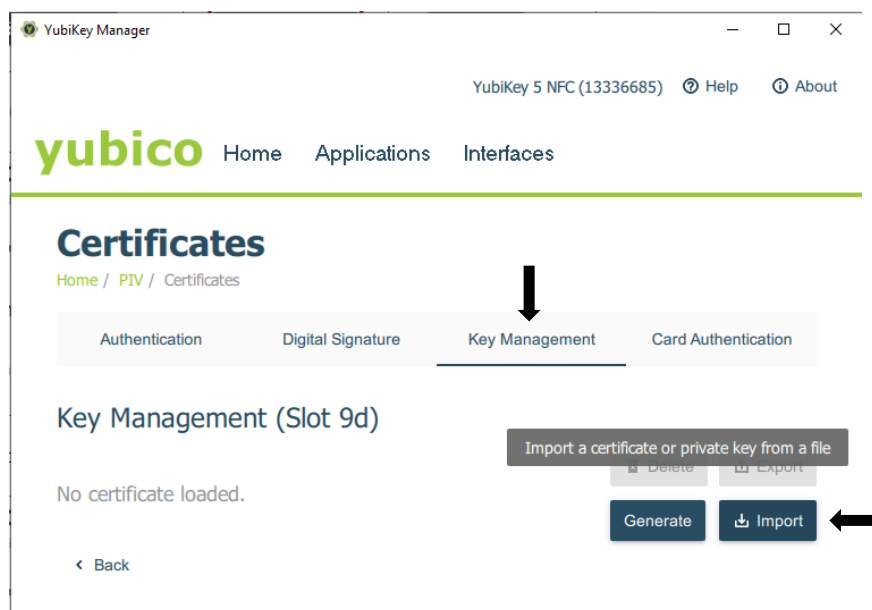 YubiKey Manager
YubiKey 5 NFC (13336685) Help About
yubico Home Applications Interfaces
Certificates
Home / PIV / Certificates
Authentication Digital Signature Key Management Card Authentication
Key Management (Slot 9d)
Import a certificate or private key from a file
Delete Export
No certificate loaded.
Generate Import
Back